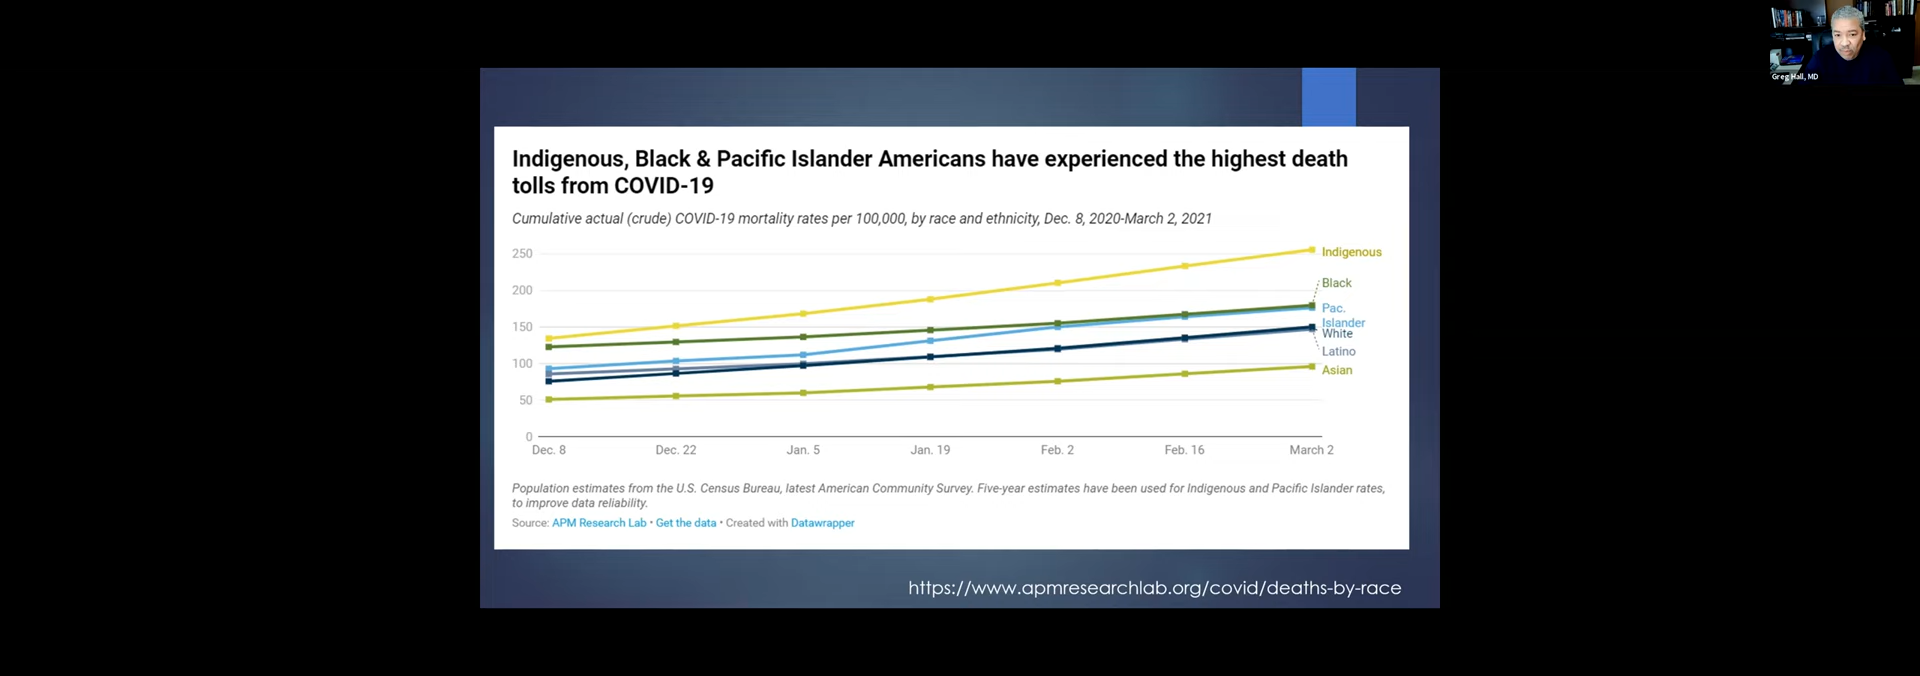 Greg Hall, MD
Indigenous, Black & Pacific Islander Americans have experienced the highest death
tolls from COVID-19
Cumulative actual (crude) COVID-19 mortality rates per 100,000, by race and ethnicity, Dec. 8, 2020-March 2, 2021
250
200
150
100
50
0
Indigenous
Black
Pac.
Islander
White
Latino
Asian
Dec. 8 Dec. 22 Jan. 5 Jan. 19 Feb. 2 Feb. 16 March 2
Population estimates from the U.S. Census Bureau, latest American Community Survey. Five-year estimates have been used for Indigenous and Pacific Islander rates,
to improve data reliability.
Source: APM Research Lab • Get the data • Created with Datawrapper
https://www.apmresearchlab.org/covid/deaths-by-race